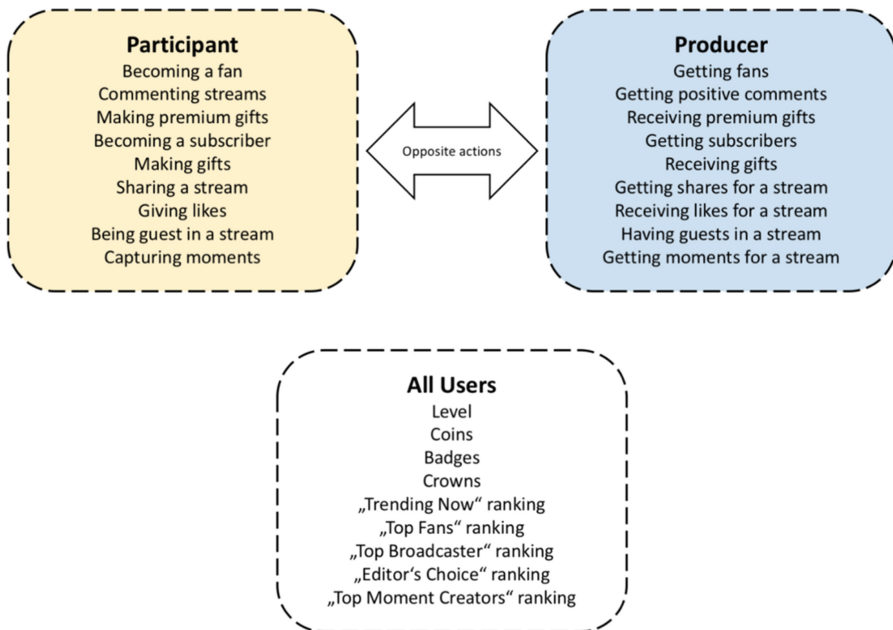 Participant
Becoming a fan
Commenting streams
Making premium gifts
Becoming a subscriber
Making gifts
Sharing a stream
Giving likes
Being guest in a stream
Capturing moments
Opposite actions
Producer
Getting fans
Getting positive comments
Receiving premium gifts
Getting subscribers
Receiving gifts
Getting shares for a stream
Receiving likes for a stream
Having guests in a stream
Getting moments for a stream
All Users
Level
Coins
Badges
Crowns
„Trending Now“ ranking
„Top Fans“ ranking
„Top Broadcaster“ ranking
„Editor‘s Choice“ ranking
„Top Moment Creators“ ranking